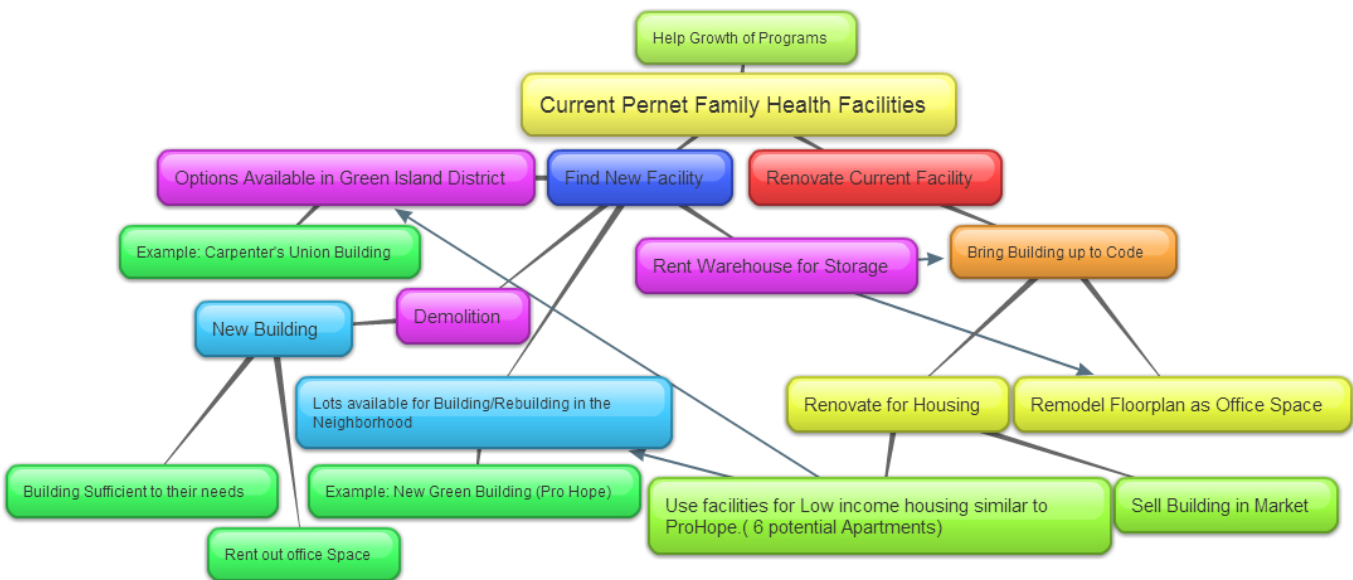 Help Growth of Programs
Current Pernet Family Health Facilities
Options Available in Green Island District
Find New Facility
Renovate Current Facility
Example: Carpenter's Union Building
Rent Warehouse for Storage
Bring Building up to Code
New Building
Demolition
Lots available for Building/Rebuilding in the
Neighborhood
Renovate for Housing
Remodel Floorplan as Office Space
Building Sufficient to their needs
Example: New Green Building (Pro Hope)
Use facilities for Low income housing similar to
ProHope.( 6 potential Apartments)
Sell Building in Market
Rent out office Space